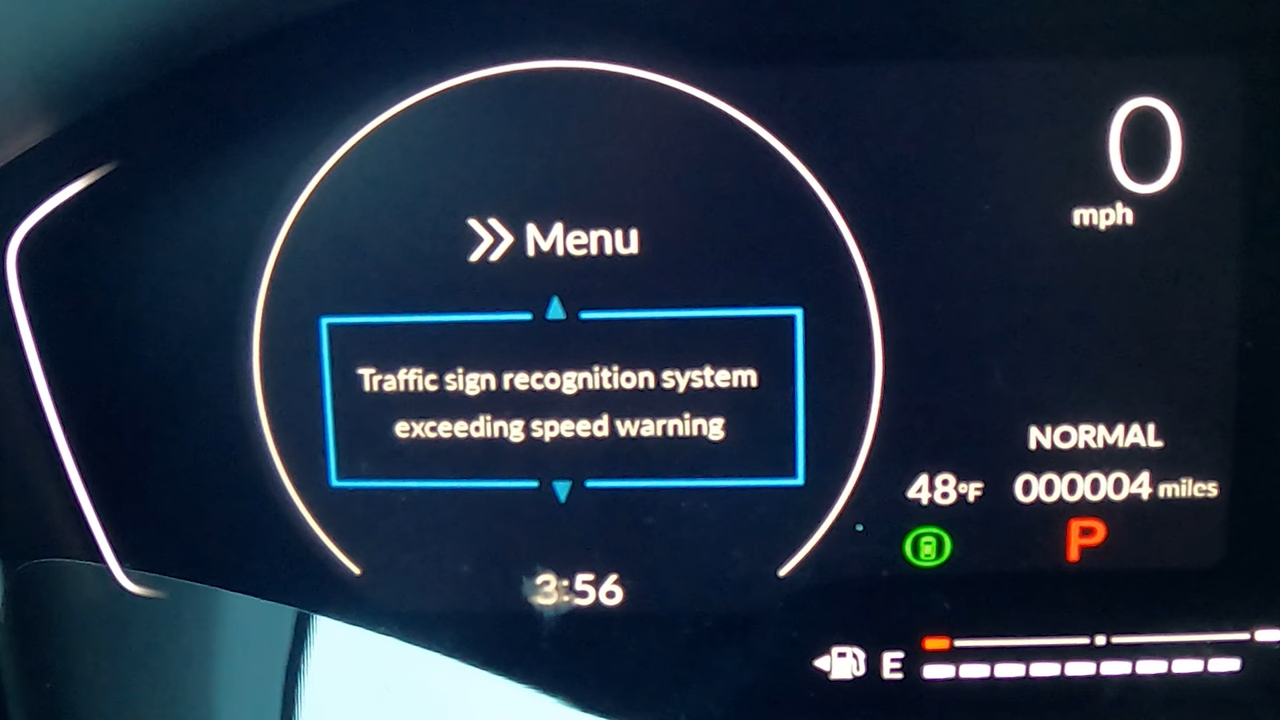 0
mph
Menu
Traffic sign recognition system
exceeding speed warning
NORMAL
48°F
000004 miles
P
3:56
E